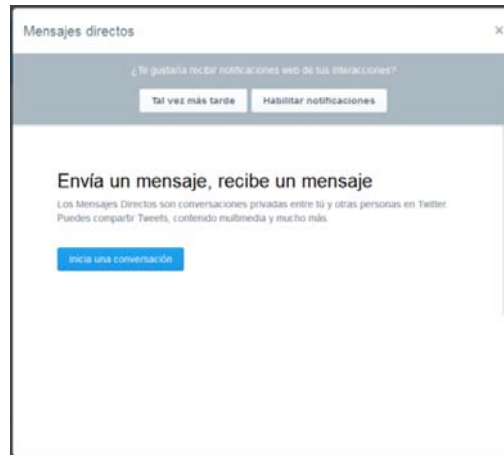 Mensajes directos
¿Te gustaría recibir notificaciones web de tus interacciones?
Tal vez más tarde Habilitar notificaciones
Envía un mensaje, recibe un mensaje
Los Mensajes Directos son conversaciones privadas entre tú y otras personas en Twitter.
Puedes compartir Tweets, contenido multimedia y mucho más.
Inicia una conversación